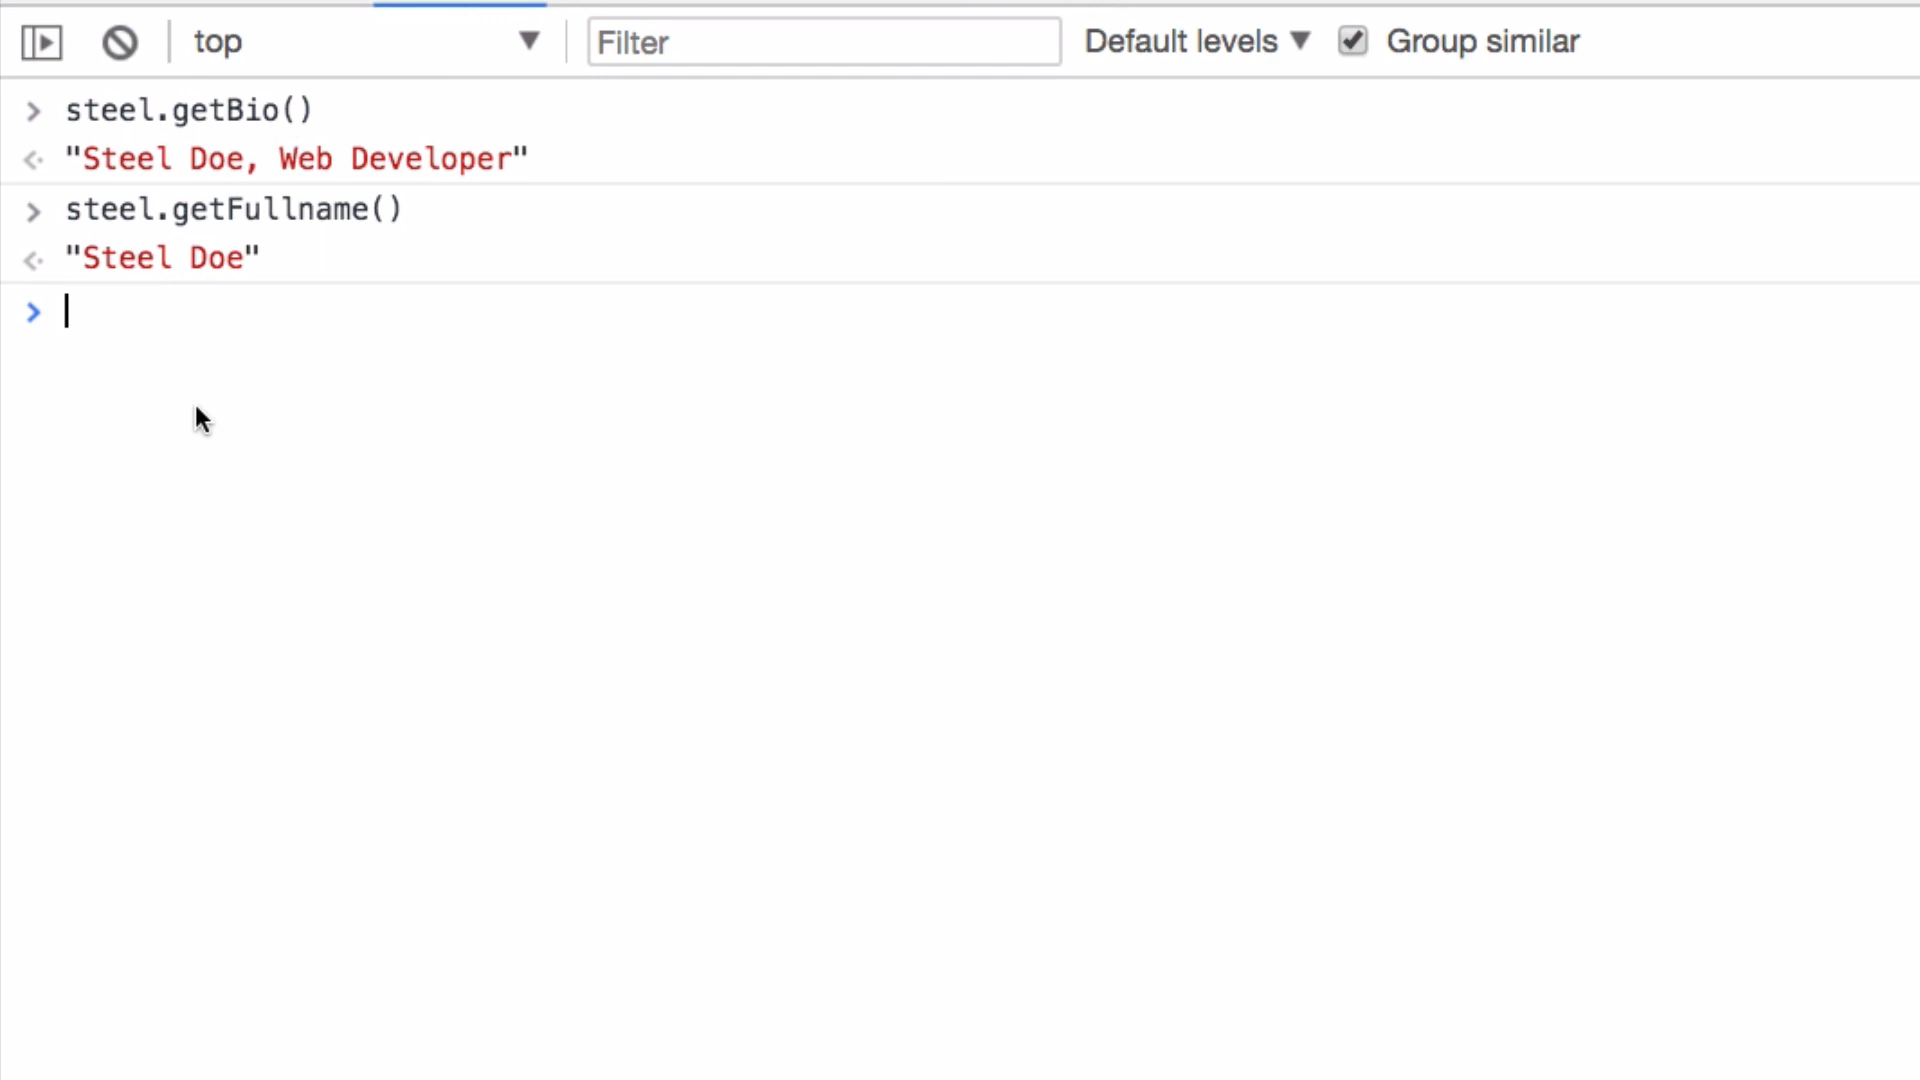 top Filter Default levels Group similar
steel.getBio()
"Steel Doe, Web Developer"
steel.getFullname()
"Steel Doe"